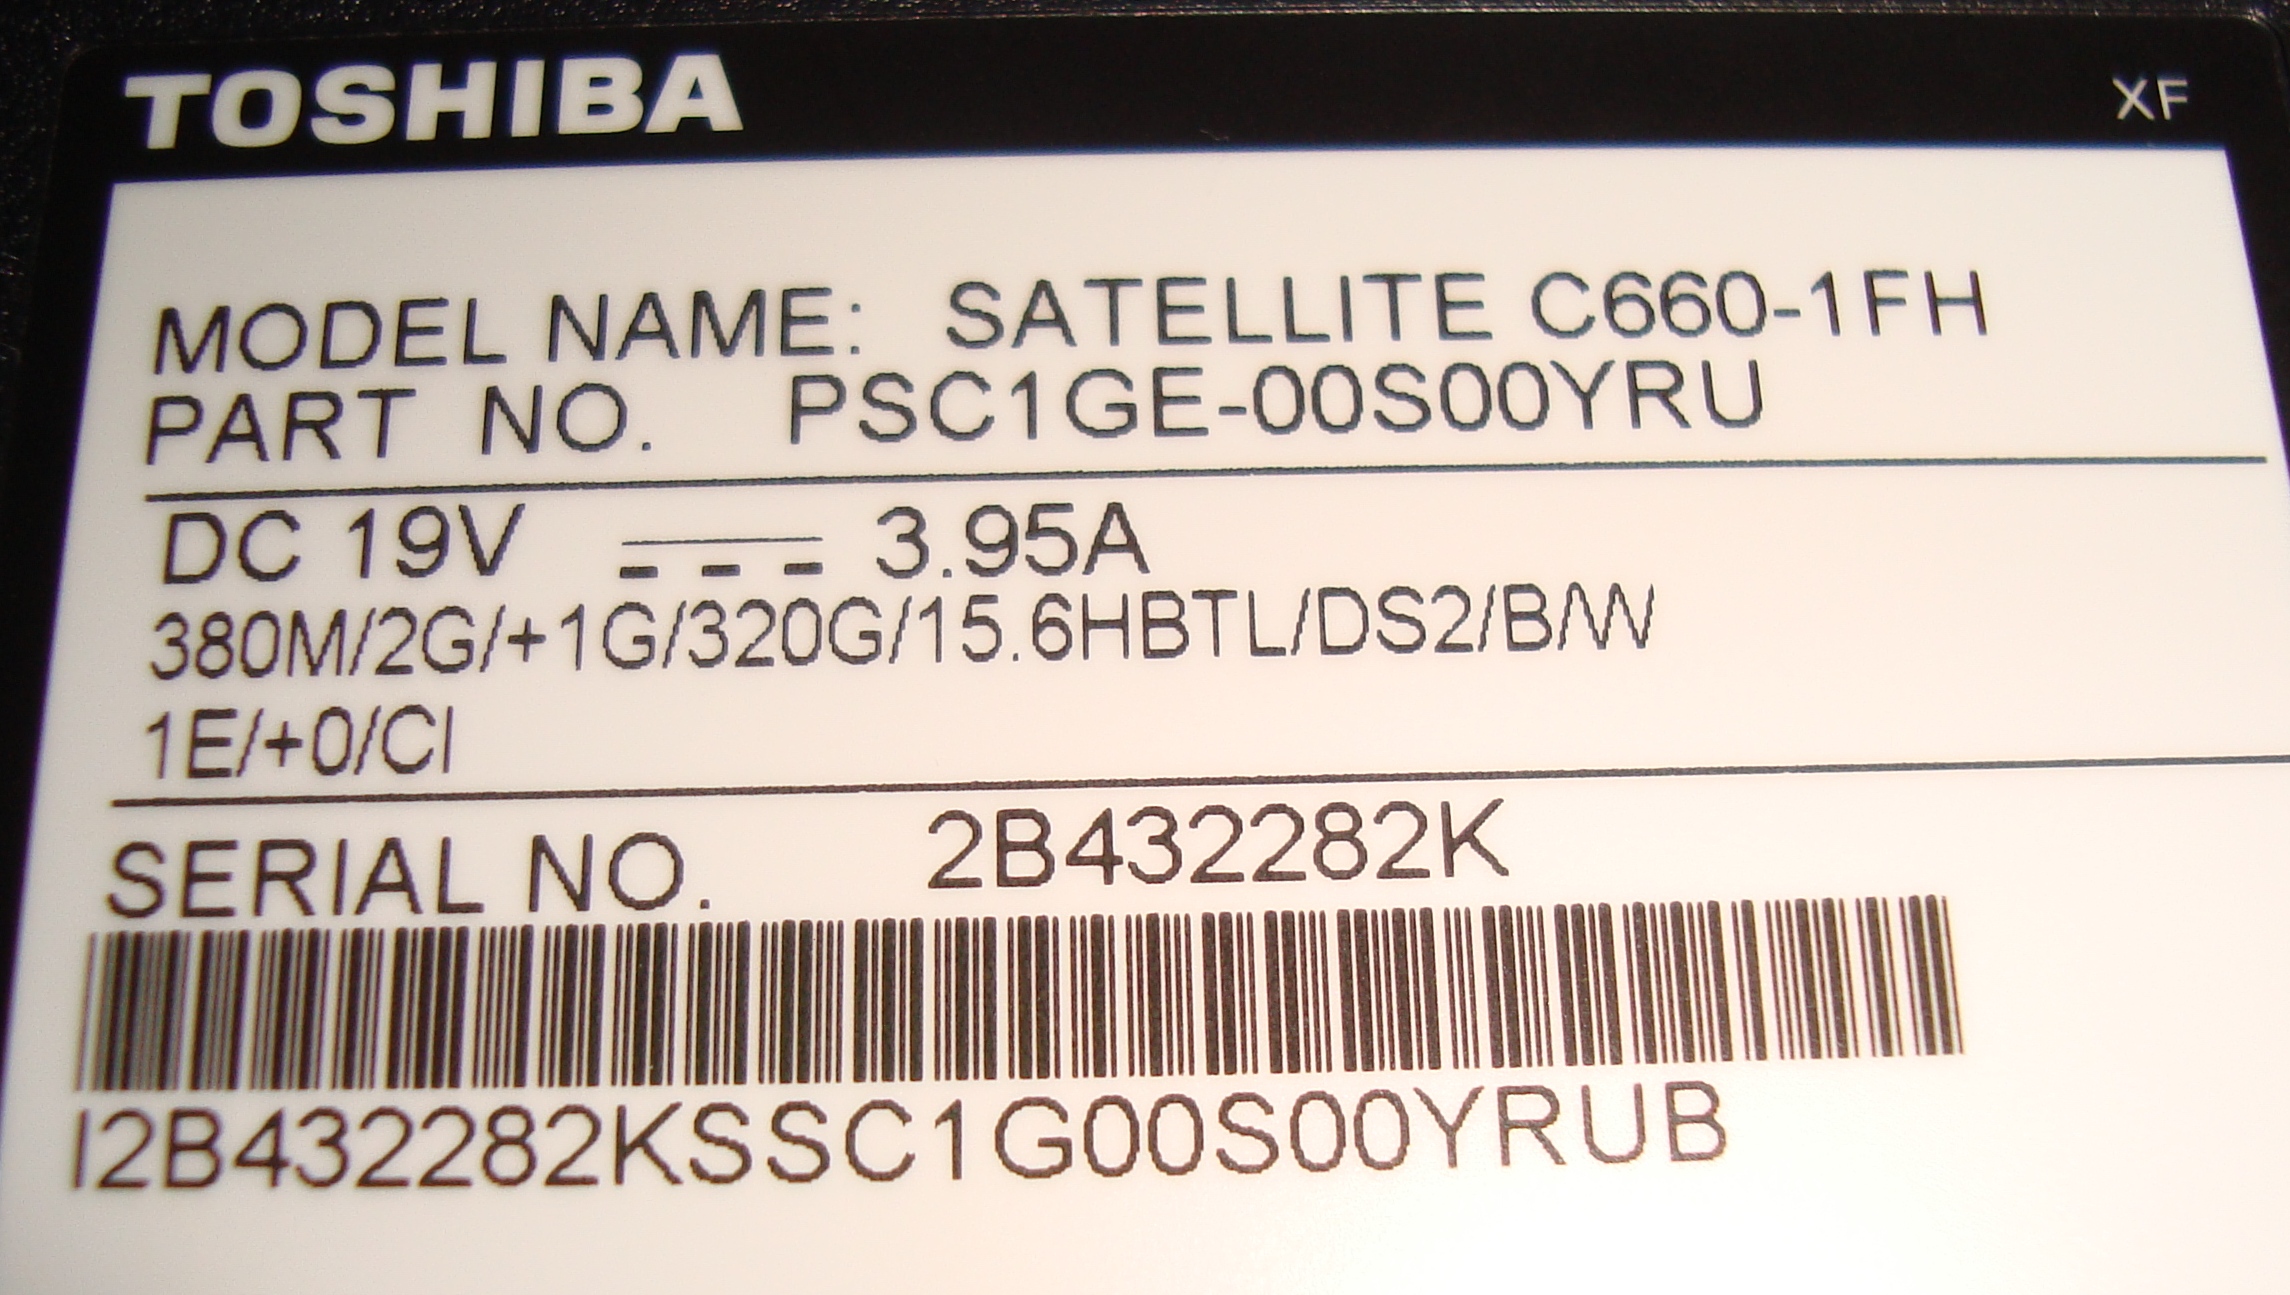 TOSHIBA XF
MODEL NAME: SATELLITE C660-1FH
PART NO. PSC1GE-00S00YRU
DC 19V ⎓ 3.95A
380M/2G/+1G/320G/15.6HBTL/DS2/B/W
1E/+0/CI
SERIAL NO. 2B432282K
I2B432282KSSC1G00S00YRUB